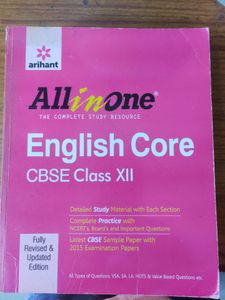 arihant
All in one®
THE COMPLETE STUDY RESOURCE
English Core
CBSE Class XII
Detailed Study Material with Each Section
Complete Practice with
NCERT's, Board's and Important Questions
Latest CBSE Sample Paper with
2015 Examination Papers
Fully
Revised &
Updated
Edition
All Types of Questions VSA, SA, LA, HOTS & Value Based Questions etc.